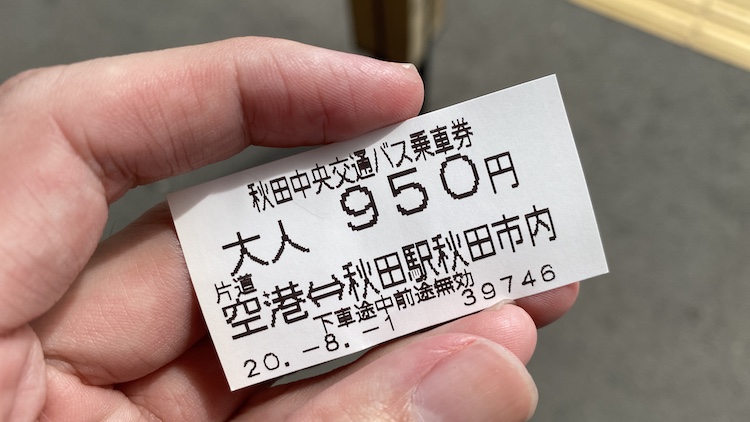 秋田中央交通バス乗車券
大人 950円
片道
空港⇔秋田駅秋田市内
下車途中前途無効
20.-8.-1 39746